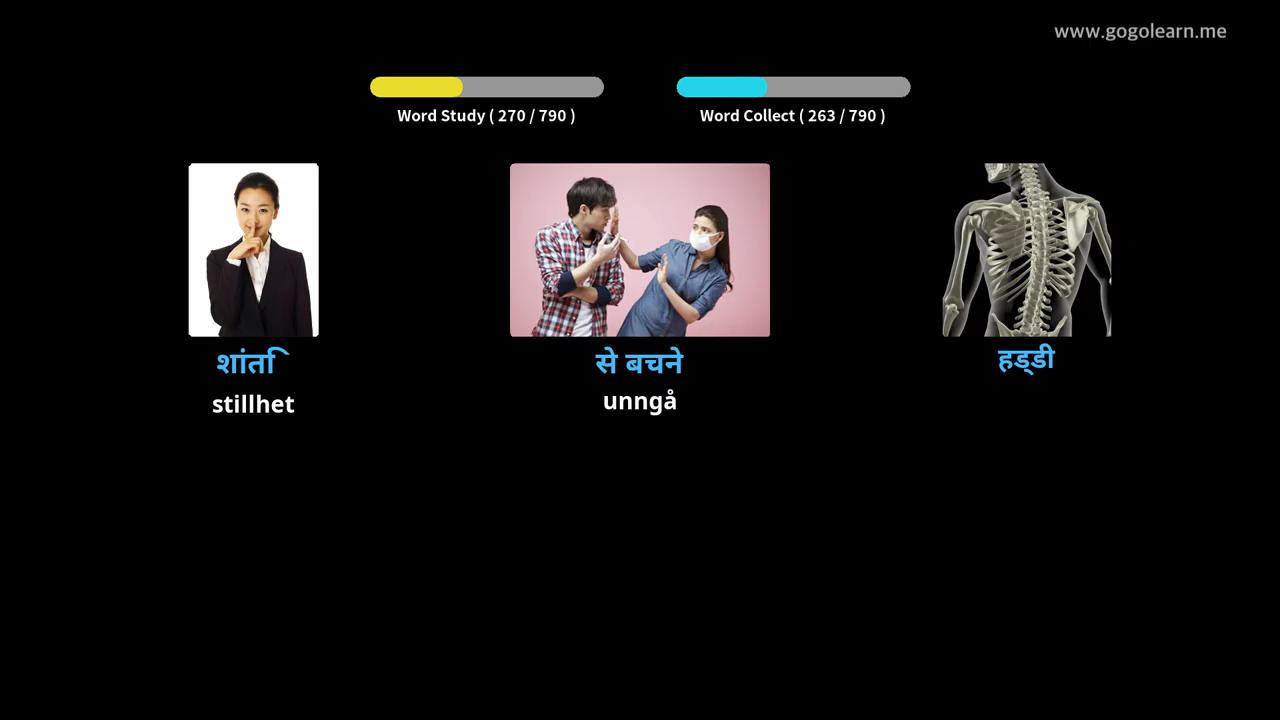 www.gogolearn.me
Word Study ( 270 / 790 )
Word Collect ( 263 / 790 )
शांति
से बचने
हड्डी
stillhet
unngå